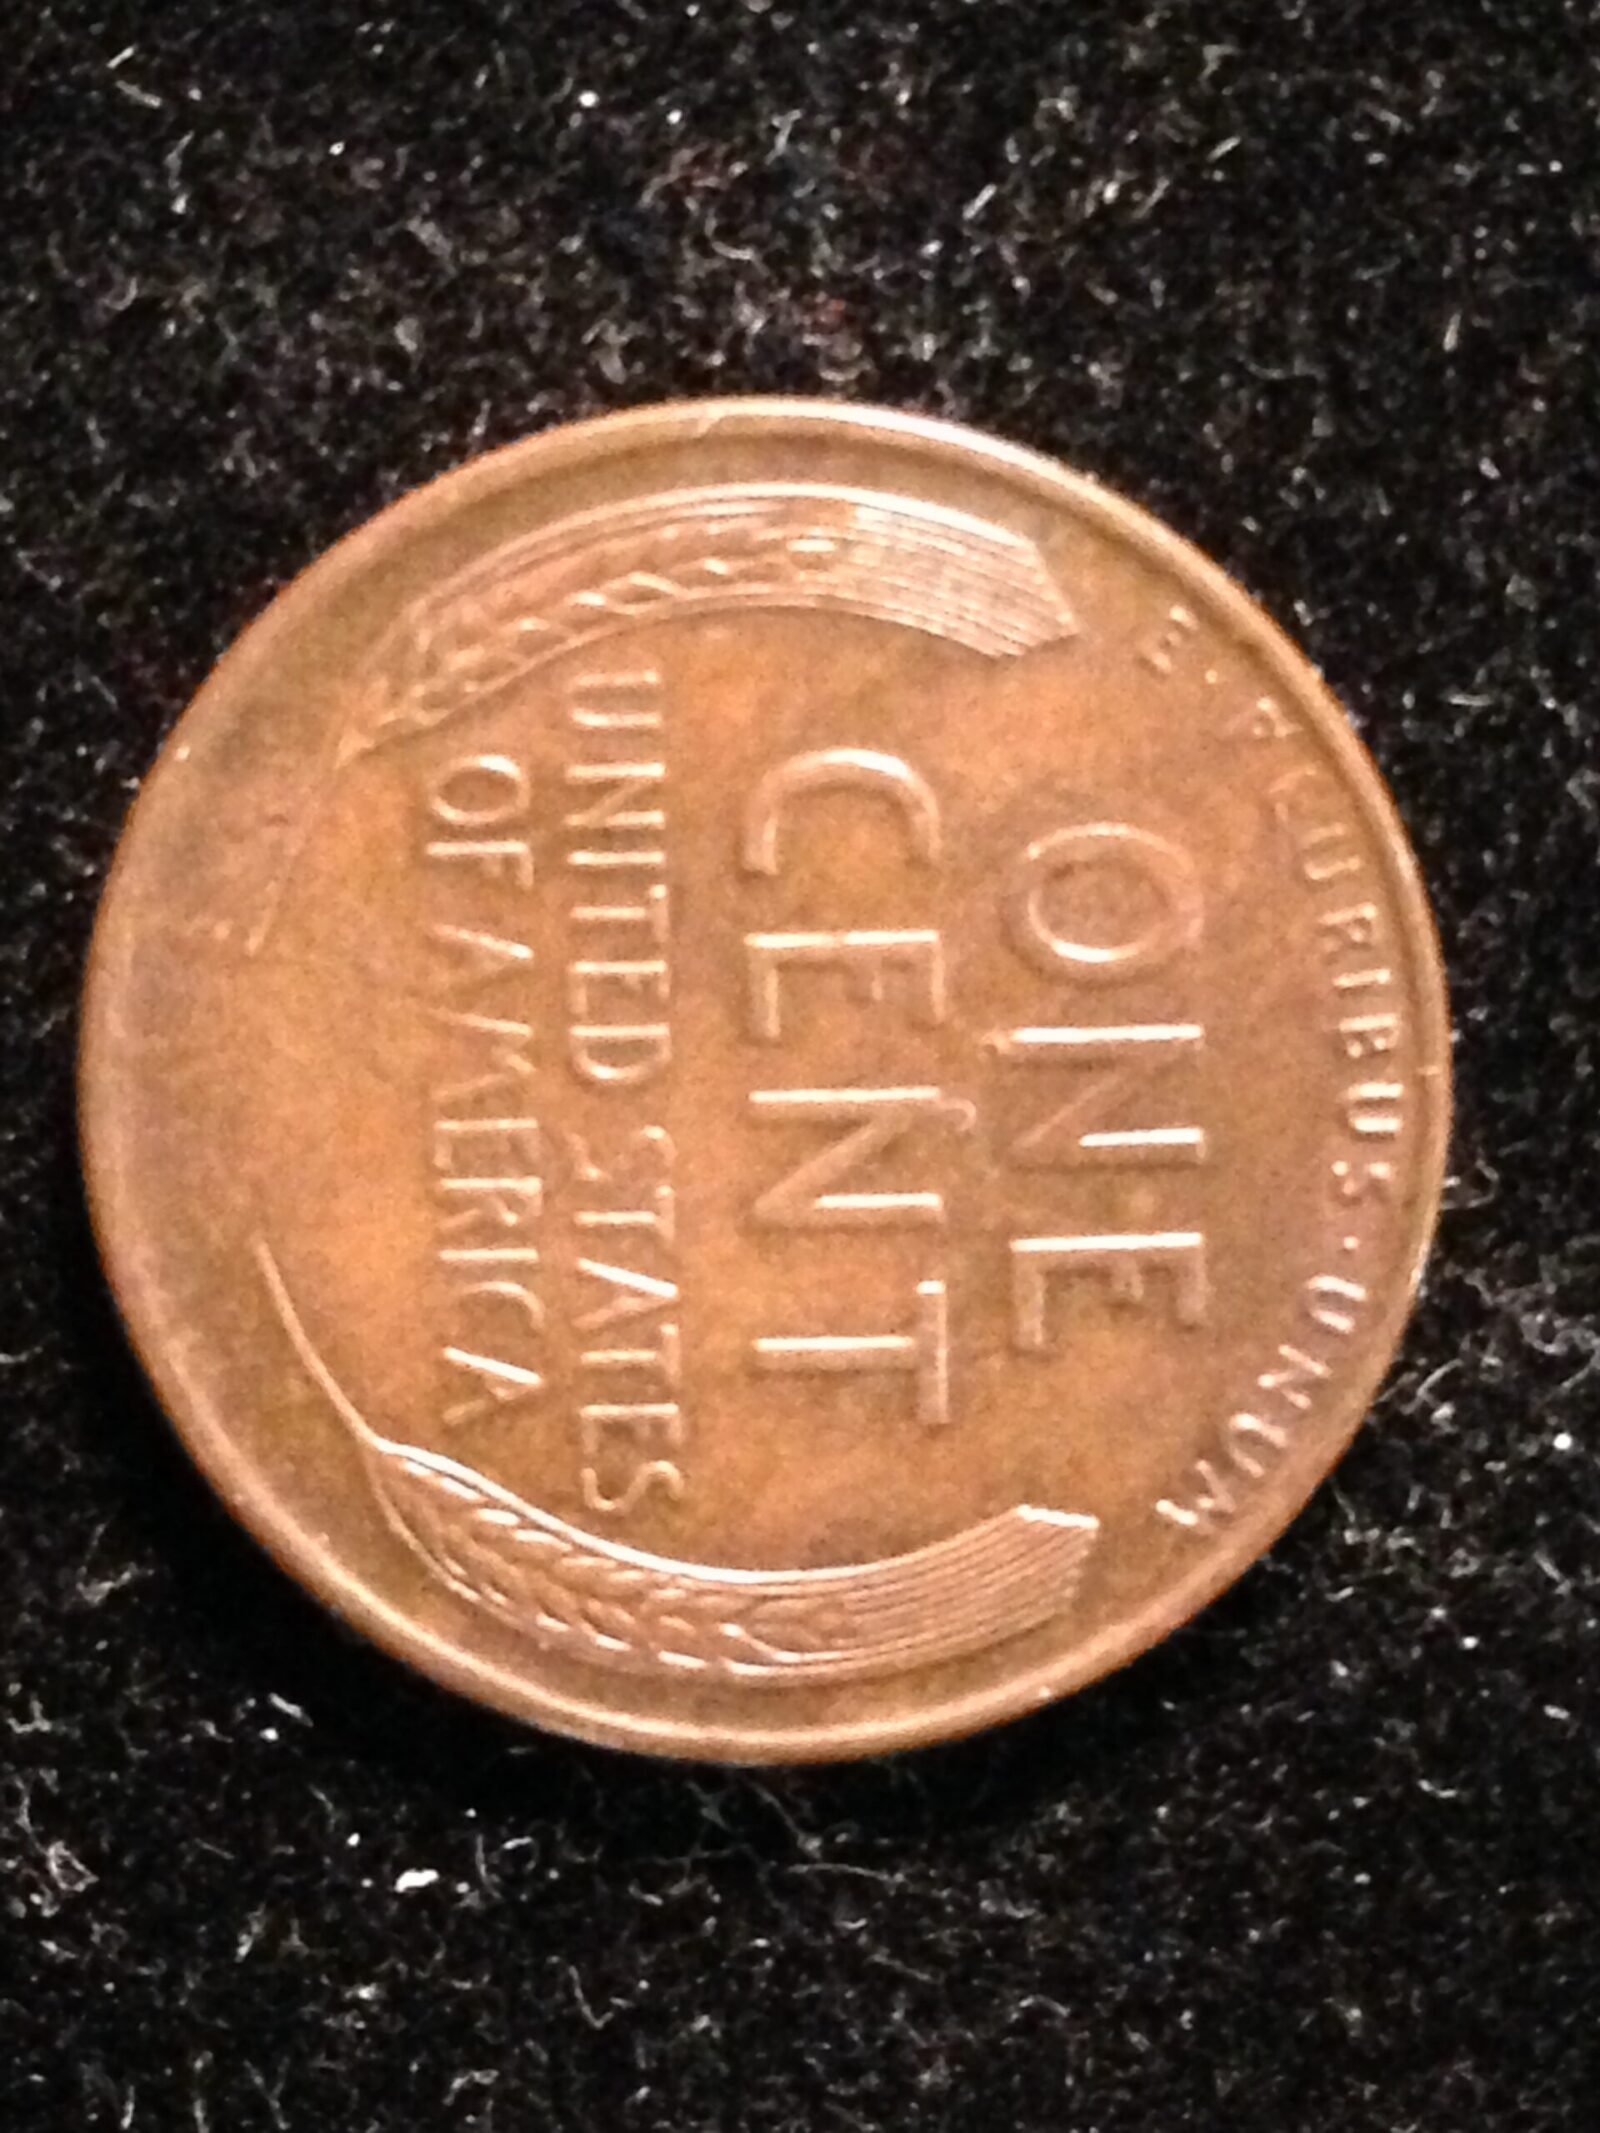 E · PLURIBUS · UNUM
ONE
CENT
UNITED STATES
OF AMERICA